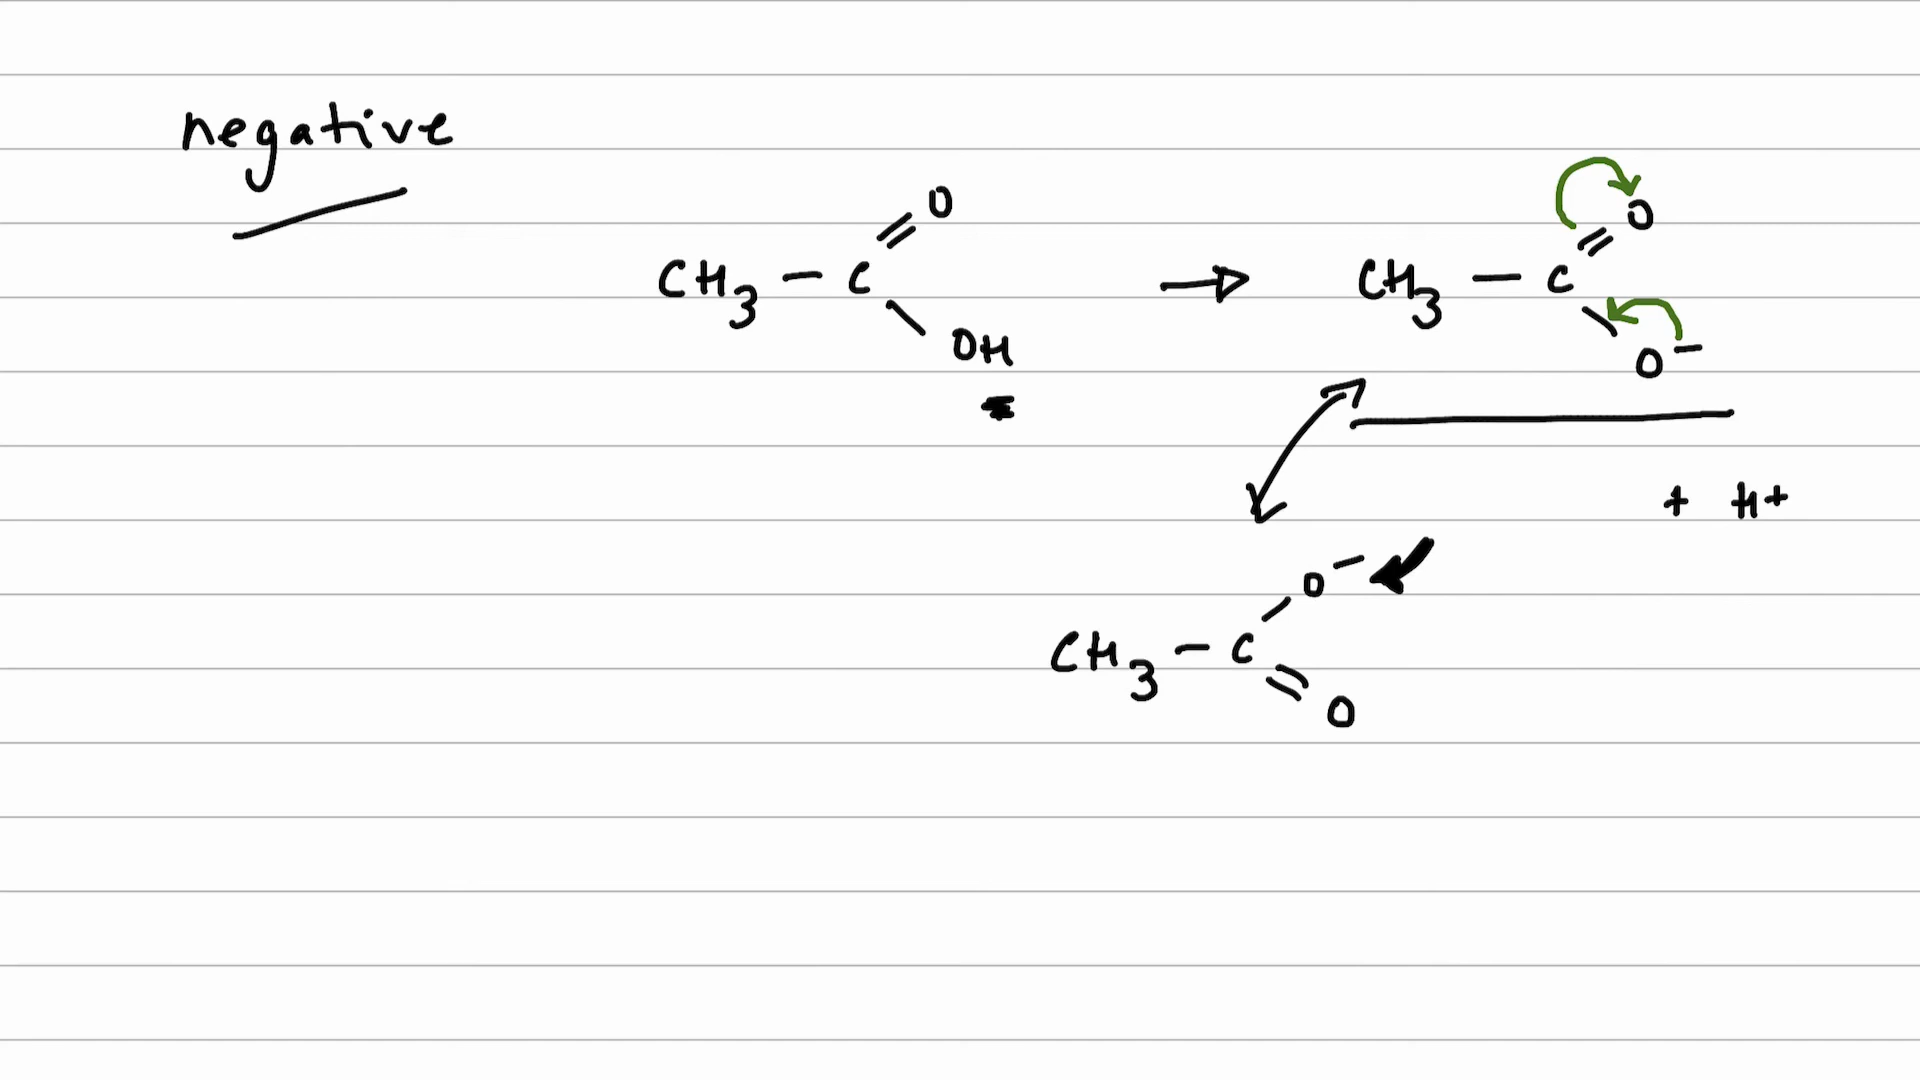 negative
O O
CH3 – C → CH3 – C
OH O–
+ H+
O–
CH3 – C
O